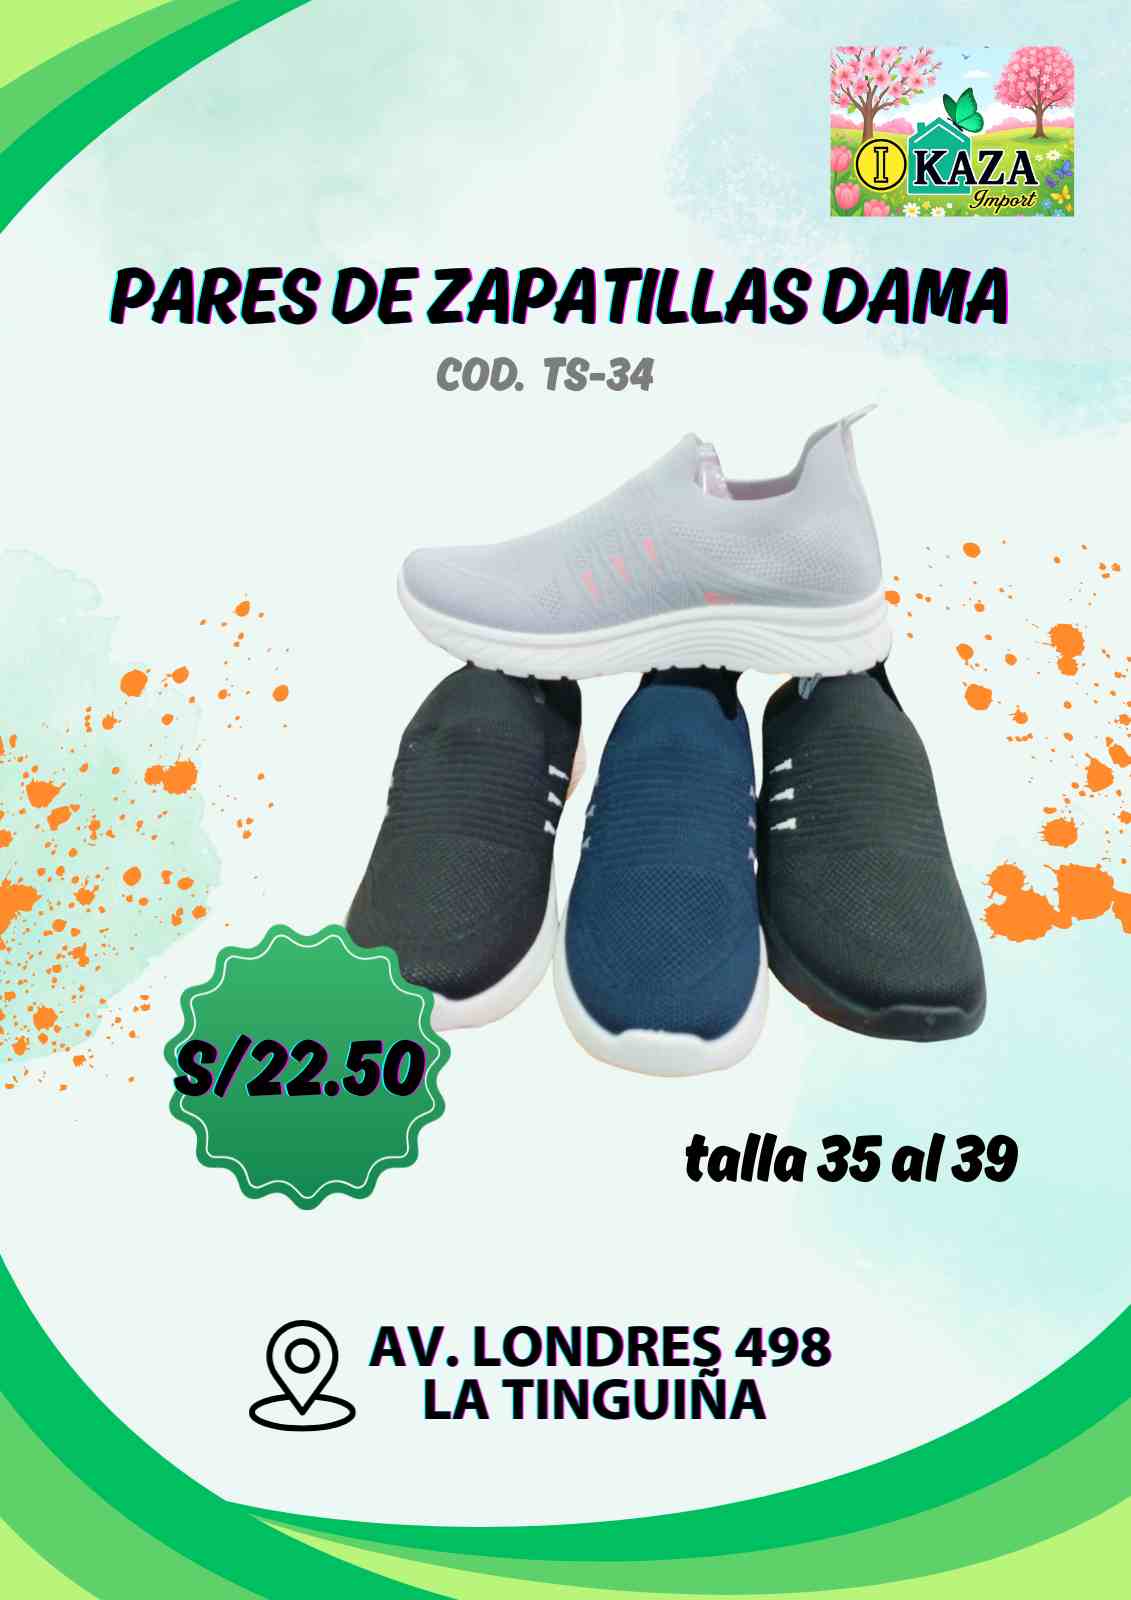 I KAZA
Import
PARES DE ZAPATILLAS DAMA
COD. TS-34
S/22.50
talla 35 al 39
AV. LONDRES 498
LA TINGUIÑA